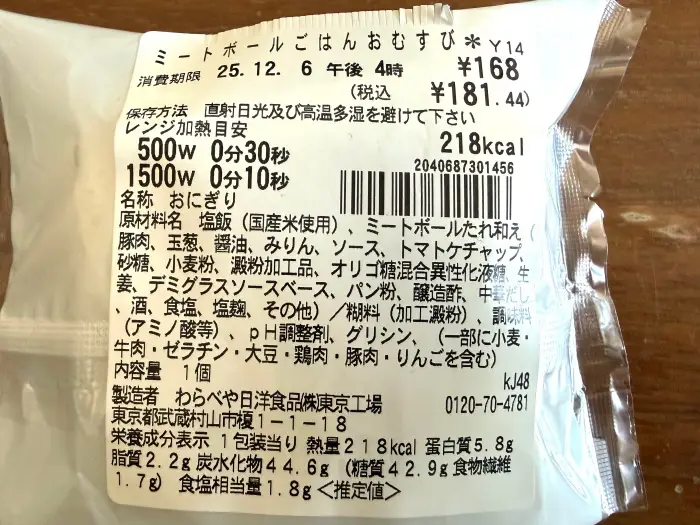 ミートボールごはんおむすび＊ Y14
消費期限 25.12. 6 午後 4時 ¥168
(税込 ¥181.44)
保存方法 直射日光及び高温多湿を避けて下さい
レンジ加熱目安
500W 0分30秒 218kcal
1500W 0分10秒 2040687301456
名称 おにぎり
原材料名 塩飯（国産米使用）、ミートボールたれ和え（
豚肉、玉葱、醤油、みりん、ソース、トマトケチャップ、
砂糖、小麦粉、澱粉加工品、オリゴ糖混合異性化液糖、生
姜、デミグラスソースベース、パン粉、醸造酢、中華だし
、酒、食塩、塩麹、その他）／糊料（加工澱粉）、調味料
（アミノ酸等）、pH調整剤、グリシン、（一部に小麦・
牛肉・ゼラチン・大豆・鶏肉・豚肉・りんごを含む）
内容量 1個 kJ48
製造者 わらべや日洋食品㈱東京工場 0120-70-4781
東京都武蔵村山市榎1－1－18
栄養成分表示 1包装当り 熱量218kcal 蛋白質5.8g
脂質2.2g 炭水化物44.6g （糖質42.9g 食物繊維
1.7g） 食塩相当量1.8g＜推定値＞